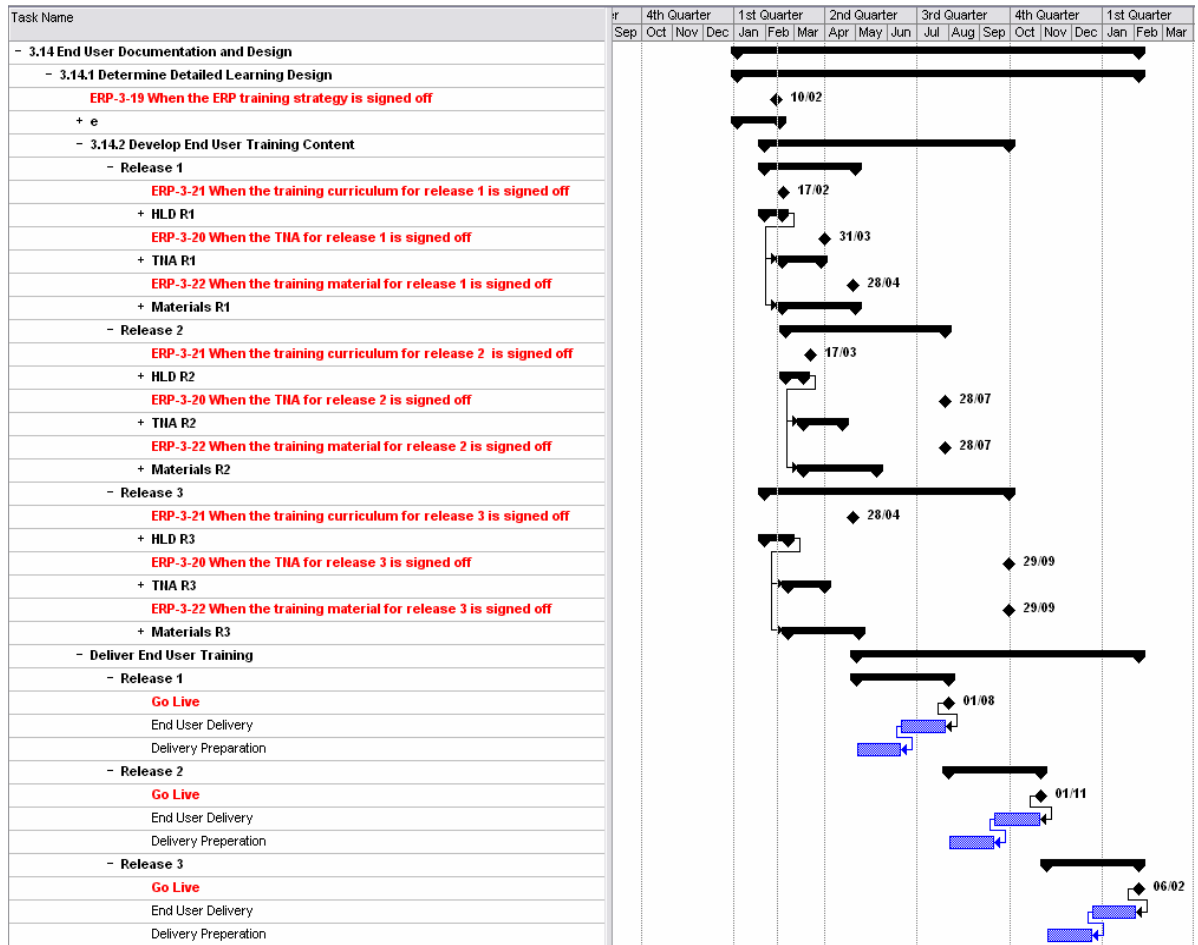 Task Name r 4th Quarter 1st Quarter 2nd Quarter 3rd Quarter 4th Quarter 1st Quarter
Sep Oct Nov Dec Jan Feb Mar Apr May Jun Jul Aug Sep Oct Nov Dec Jan Feb Mar
- 3.14 End User Documentation and Design
- 3.14.1 Determine Detailed Learning Design
ERP-3-19 When the ERP training strategy is signed off 10/02
+ e
- 3.14.2 Develop End User Training Content
- Release 1
ERP-3-21 When the training curriculum for release 1 is signed off 17/02
+ HLD R1
ERP-3-20 When the TNA for release 1 is signed off 31/03
+ TNA R1
ERP-3-22 When the training material for release 1 is signed off 28/04
+ Materials R1
- Release 2
ERP-3-21 When the training curriculum for release 2 is signed off 17/03
+ HLD R2
ERP-3-20 When the TNA for release 2 is signed off 28/07
+ TNA R2
ERP-3-22 When the training material for release 2 is signed off 28/07
+ Materials R2
- Release 3
ERP-3-21 When the training curriculum for release 3 is signed off 28/04
+ HLD R3
ERP-3-20 When the TNA for release 3 is signed off 29/09
+ TNA R3
ERP-3-22 When the training material for release 3 is signed off 29/09
+ Materials R3
- Deliver End User Training
- Release 1
Go Live 01/08
End User Delivery
Delivery Preparation
- Release 2
Go Live 01/11
End User Delivery
Delivery Preparation
- Release 3
Go Live 06/02
End User Delivery
Delivery Preparation